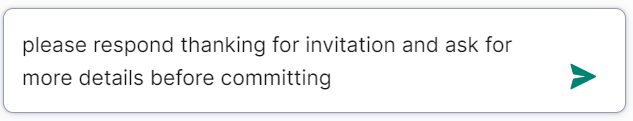 please respond thanking for invitation and ask for
more details before committing